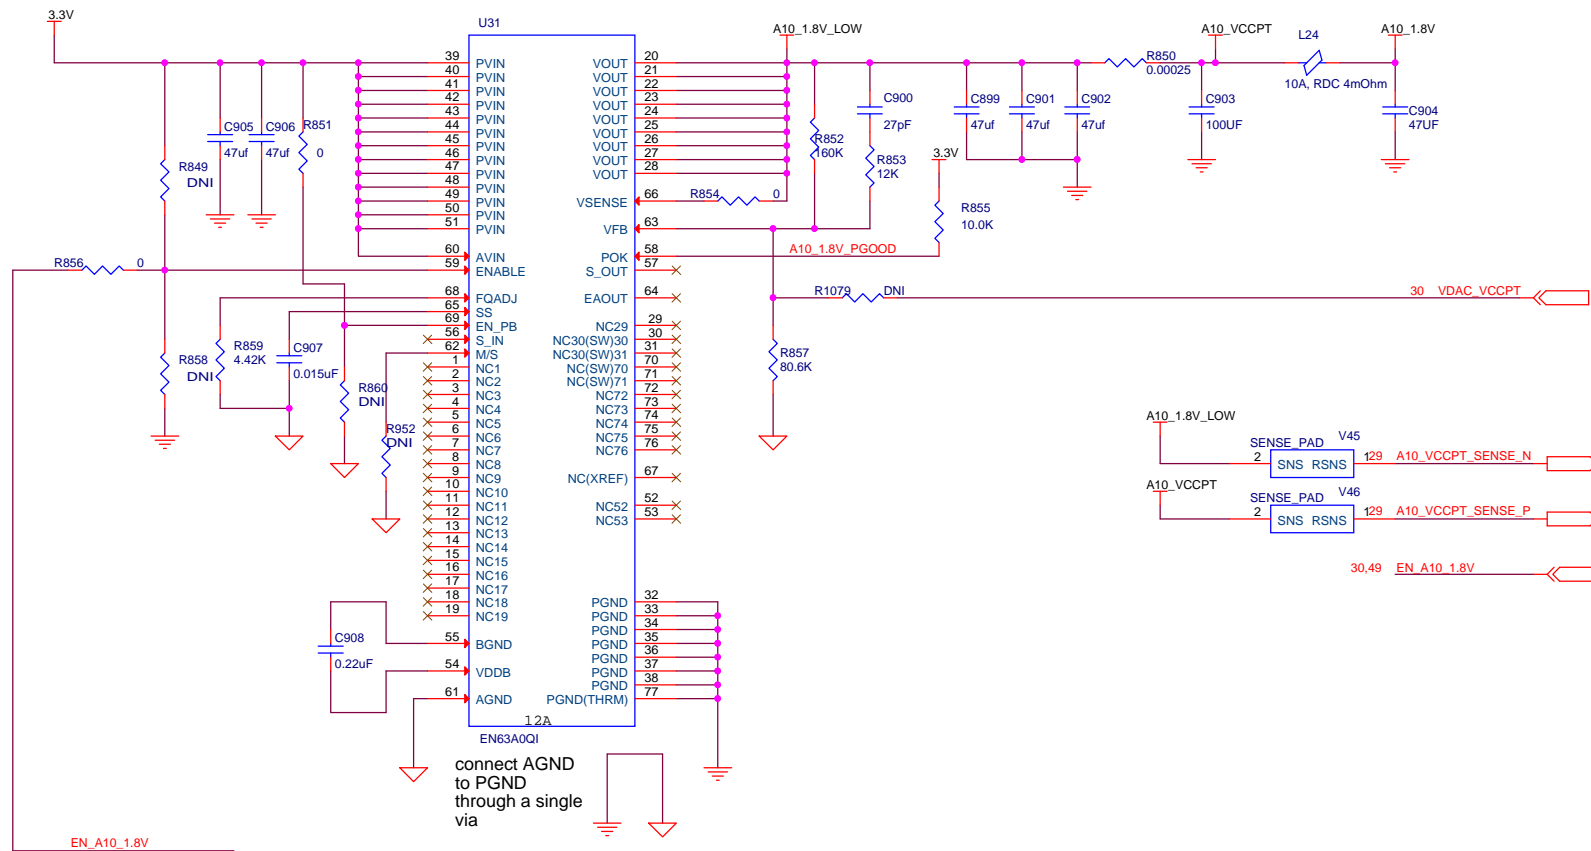 3.3V
U31
A10_1.8V_LOW
A10_VCCPT
L24
A10_1.8V
39 PVIN
40 PVIN
41 PVIN
42 PVIN
43 PVIN
44 PVIN
45 PVIN
46 PVIN
47 PVIN
48 PVIN
49 PVIN
50 PVIN
51 PVIN
60 AVIN
59 ENABLE
68 FQADJ
65 SS
69 EN_PB
56 S_IN
62 M/S
1 NC1
2 NC2
3 NC3
4 NC4
5 NC5
6 NC6
7 NC7
8 NC8
9 NC9
10 NC10
11 NC11
12 NC12
13 NC13
14 NC14
15 NC15
16 NC16
17 NC17
18 NC18
19 NC19
55 BGND
54 VDDB
61 AGND
VOUT 20
VOUT 21
VOUT 22
VOUT 23
VOUT 24
VOUT 25
VOUT 26
VOUT 27
VOUT 28
VSENSE 66
VFB 63
POK 58
S_OUT 57
EAOUT 64
NC29 29
NC30(SW)30 30
NC30(SW)31 31
NC(SW)70 70
NC(SW)71 71
NC72 72
NC73 73
NC74 74
NC75 75
NC76 76
NC(XREF) 67
NC52 52
NC53 53
PGND 32
PGND 33
PGND 34
PGND 35
PGND 36
PGND 37
PGND 38
PGND(THRM) 77
12A
EN63A0QI
C905
47uf
C906
47uf
R851
0
R849
DNI
R856 0
R858
DNI
R859
4.42K
C907
0.015uF
R860
DNI
R952
DNI
C908
0.22uF
R852
160K
C900
27pF
R853
12K
C899
47uf
C901
47uf
C902
47uf
R850
0.00025
C903
100UF
10A, RDC 4mOhm
C904
47UF
R854 0
3.3V
R855
10.0K
A10_1.8V_PGOOD
R1079 DNI
30 VDAC_VCCPT
R857
80.6K
A10_1.8V_LOW
SENSE_PAD V45
2 SNS RSNS 1
29 A10_VCCPT_SENSE_N
A10_VCCPT
SENSE_PAD V46
2 SNS RSNS 1
29 A10_VCCPT_SENSE_P
30,49 EN_A10_1.8V
connect AGND
to PGND
through a single
via
EN_A10_1.8V